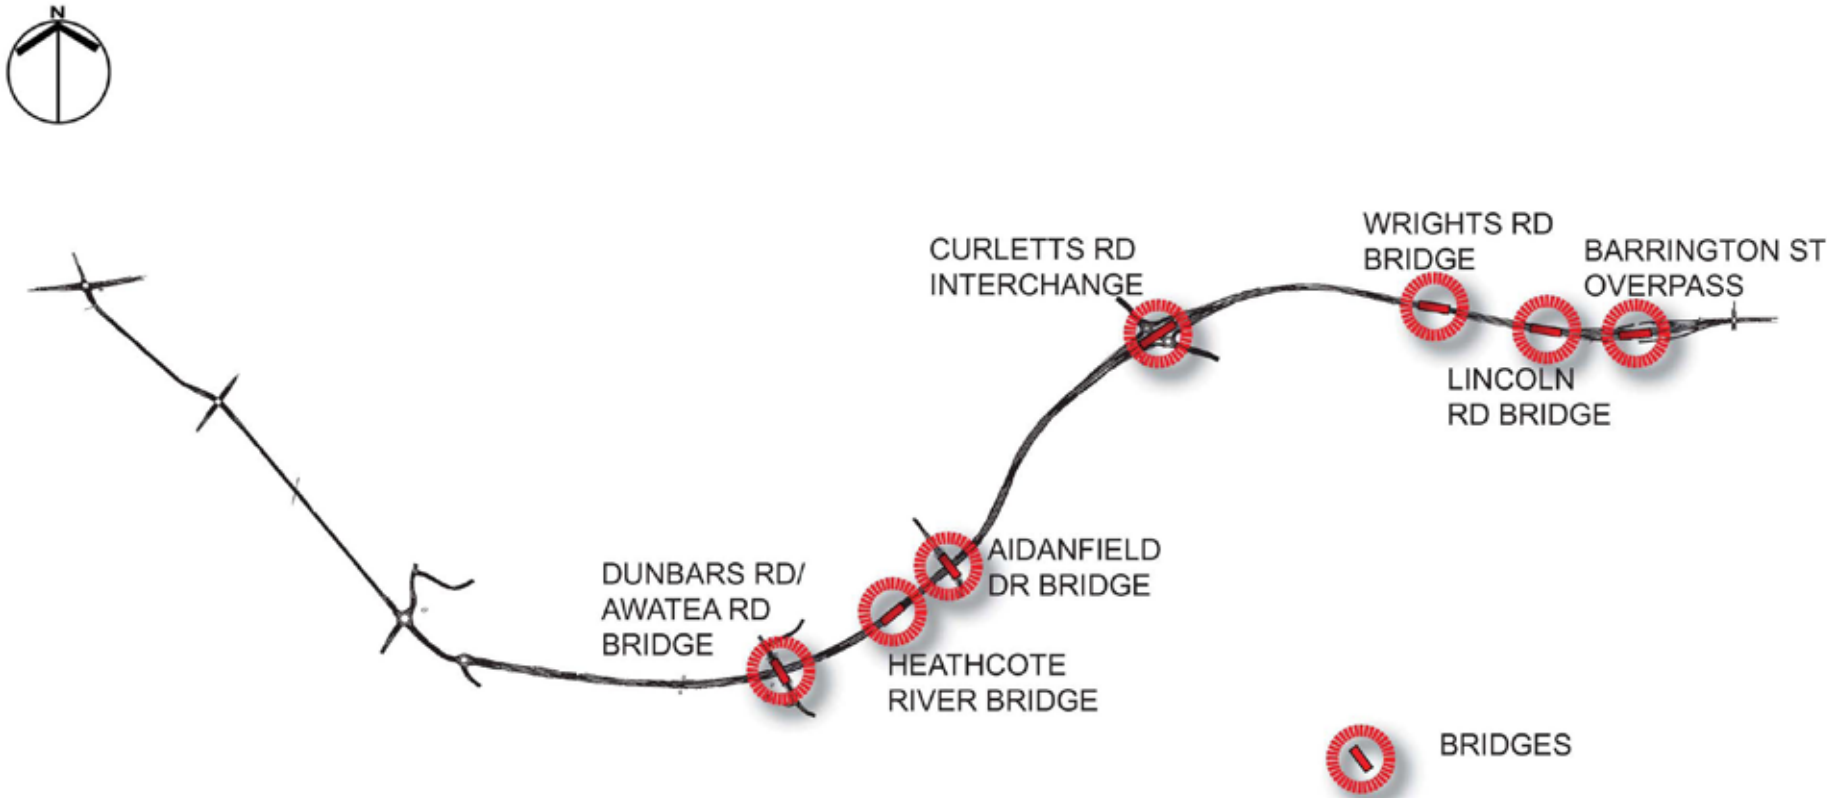 N
WRIGHTS RD
BRIDGE
CURLETTS RD
INTERCHANGE
BARRINGTON ST
OVERPASS
LINCOLN
RD BRIDGE
AIDANFIELD
DR BRIDGE
DUNBARS RD/
AWATEA RD
BRIDGE
HEATHCOTE
RIVER BRIDGE
BRIDGES